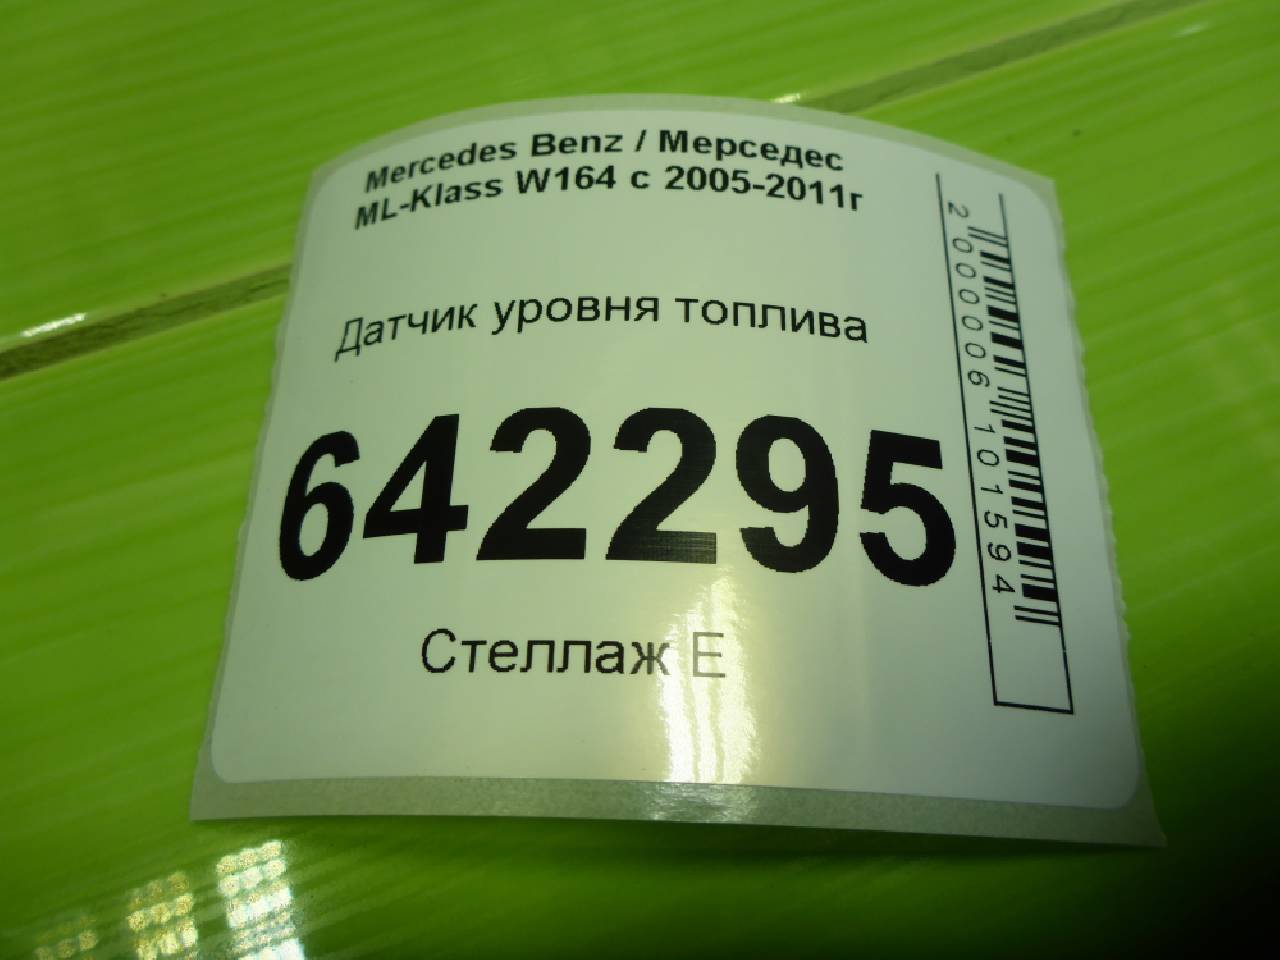 Mercedes Benz / Мерседес
ML-Klass W164 с 2005-2011г
Датчик уровня топлива
642295
Стеллаж E
2000006101594